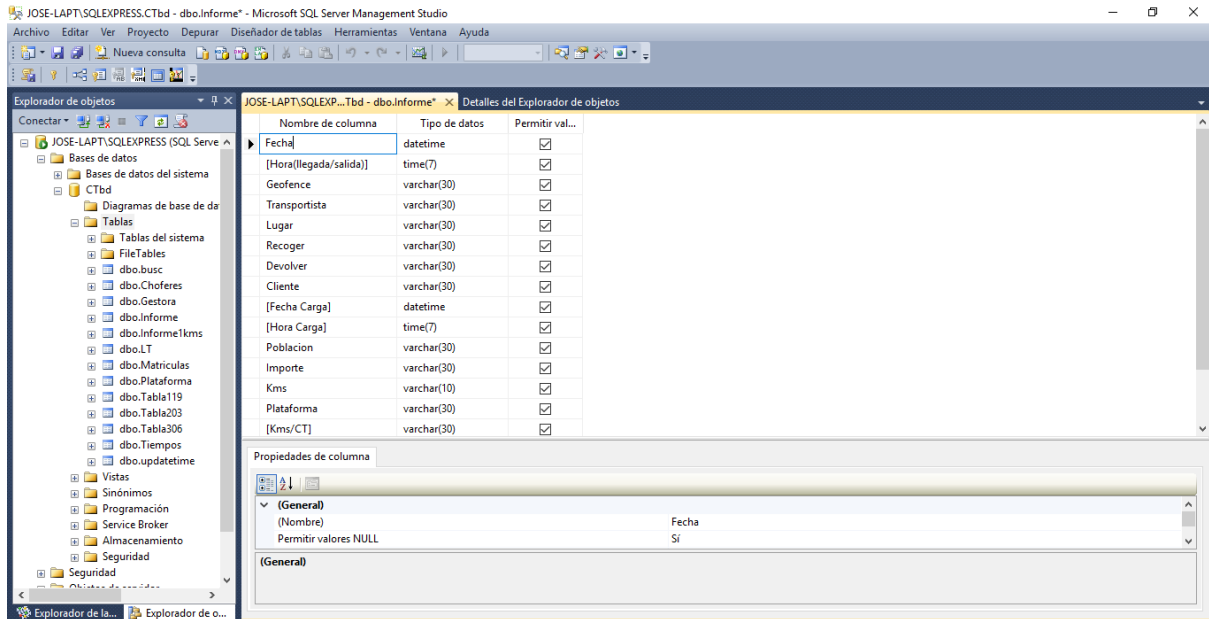 JOSE-LAPT\SQLEXPRESS.CTbd - dbo.Informe* - Microsoft SQL Server Management Studio
Archivo Editar Ver Proyecto Depurar Diseñador de tablas Herramientas Ventana Ayuda
Nueva consulta
Explorador de objetos
JOSE-LAPT\SQLEXP...Tbd - dbo.Informe* Detalles del Explorador de objetos
Conectar
JOSE-LAPT\SQLEXPRESS (SQL Serve
Bases de datos
Bases de datos del sistema
CTbd
Diagramas de base de da
Tablas
Tablas del sistema
FileTables
dbo.busc
dbo.Choferes
dbo.Gestora
dbo.Informe
dbo.Informe1kms
dbo.LT
dbo.Matriculas
dbo.Plataforma
dbo.Tabla119
dbo.Tabla203
dbo.Tabla306
dbo.Tiempos
dbo.updatetime
Vistas
Sinónimos
Programación
Service Broker
Almacenamiento
Seguridad
Seguridad
Explorador de la... Explorador de o...
Nombre de columna Tipo de datos Permitir val...
Fecha datetime
[Hora(llegada/salida)] time(7)
Geofence varchar(30)
Transportista varchar(30)
Lugar varchar(30)
Recoger varchar(30)
Devolver varchar(30)
Cliente varchar(30)
[Fecha Carga] datetime
[Hora Carga] time(7)
Poblacion varchar(30)
Importe varchar(30)
Kms varchar(10)
Plataforma varchar(30)
[Kms/CT] varchar(30)
Propiedades de columna
(General)
(Nombre) Fecha
Permitir valores NULL Sí
(General)